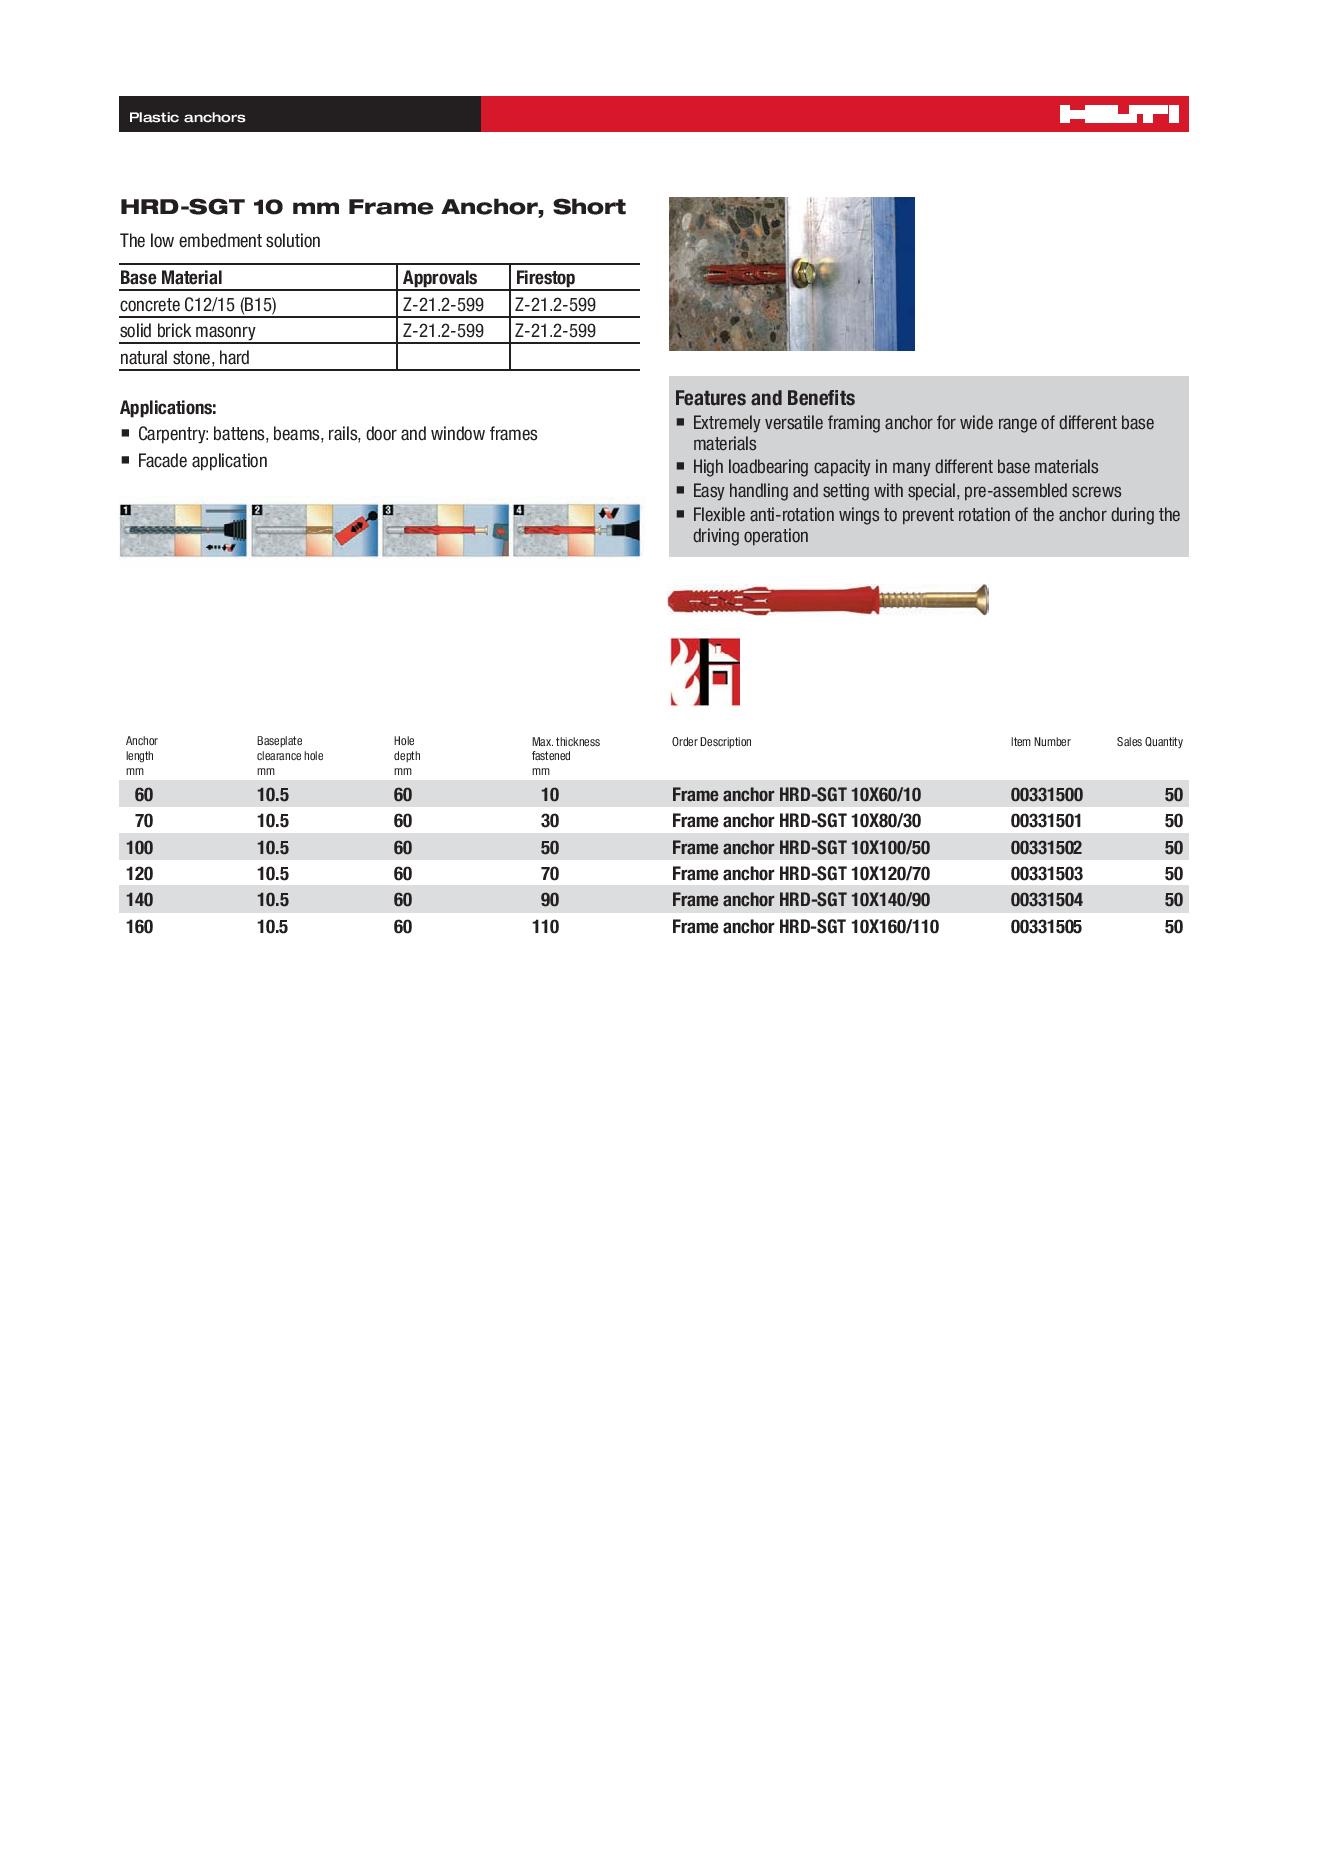 Plastic anchors
HILTI
HRD-SGT 10 mm Frame Anchor, Short
The low embedment solution
Base Material Approvals Firestop
concrete C12/15 (B15) Z-21.2-599 Z-21.2-599
solid brick masonry Z-21.2-599 Z-21.2-599
natural stone, hard
Applications:
▪ Carpentry: battens, beams, rails, door and window frames
▪ Facade application
1 2 3 4
Features and Benefits
▪ Extremely versatile framing anchor for wide range of different base
materials
▪ High loadbearing capacity in many different base materials
▪ Easy handling and setting with special, pre-assembled screws
▪ Flexible anti-rotation wings to prevent rotation of the anchor during the
driving operation
Anchor Baseplate Hole Max. thickness Order Description Item Number Sales Quantity
length clearance hole depth fastened
mm mm mm mm
60 10.5 60 10 Frame anchor HRD-SGT 10X60/10 00331500 50
70 10.5 60 30 Frame anchor HRD-SGT 10X80/30 00331501 50
100 10.5 60 50 Frame anchor HRD-SGT 10X100/50 00331502 50
120 10.5 60 70 Frame anchor HRD-SGT 10X120/70 00331503 50
140 10.5 60 90 Frame anchor HRD-SGT 10X140/90 00331504 50
160 10.5 60 110 Frame anchor HRD-SGT 10X160/110 00331505 50